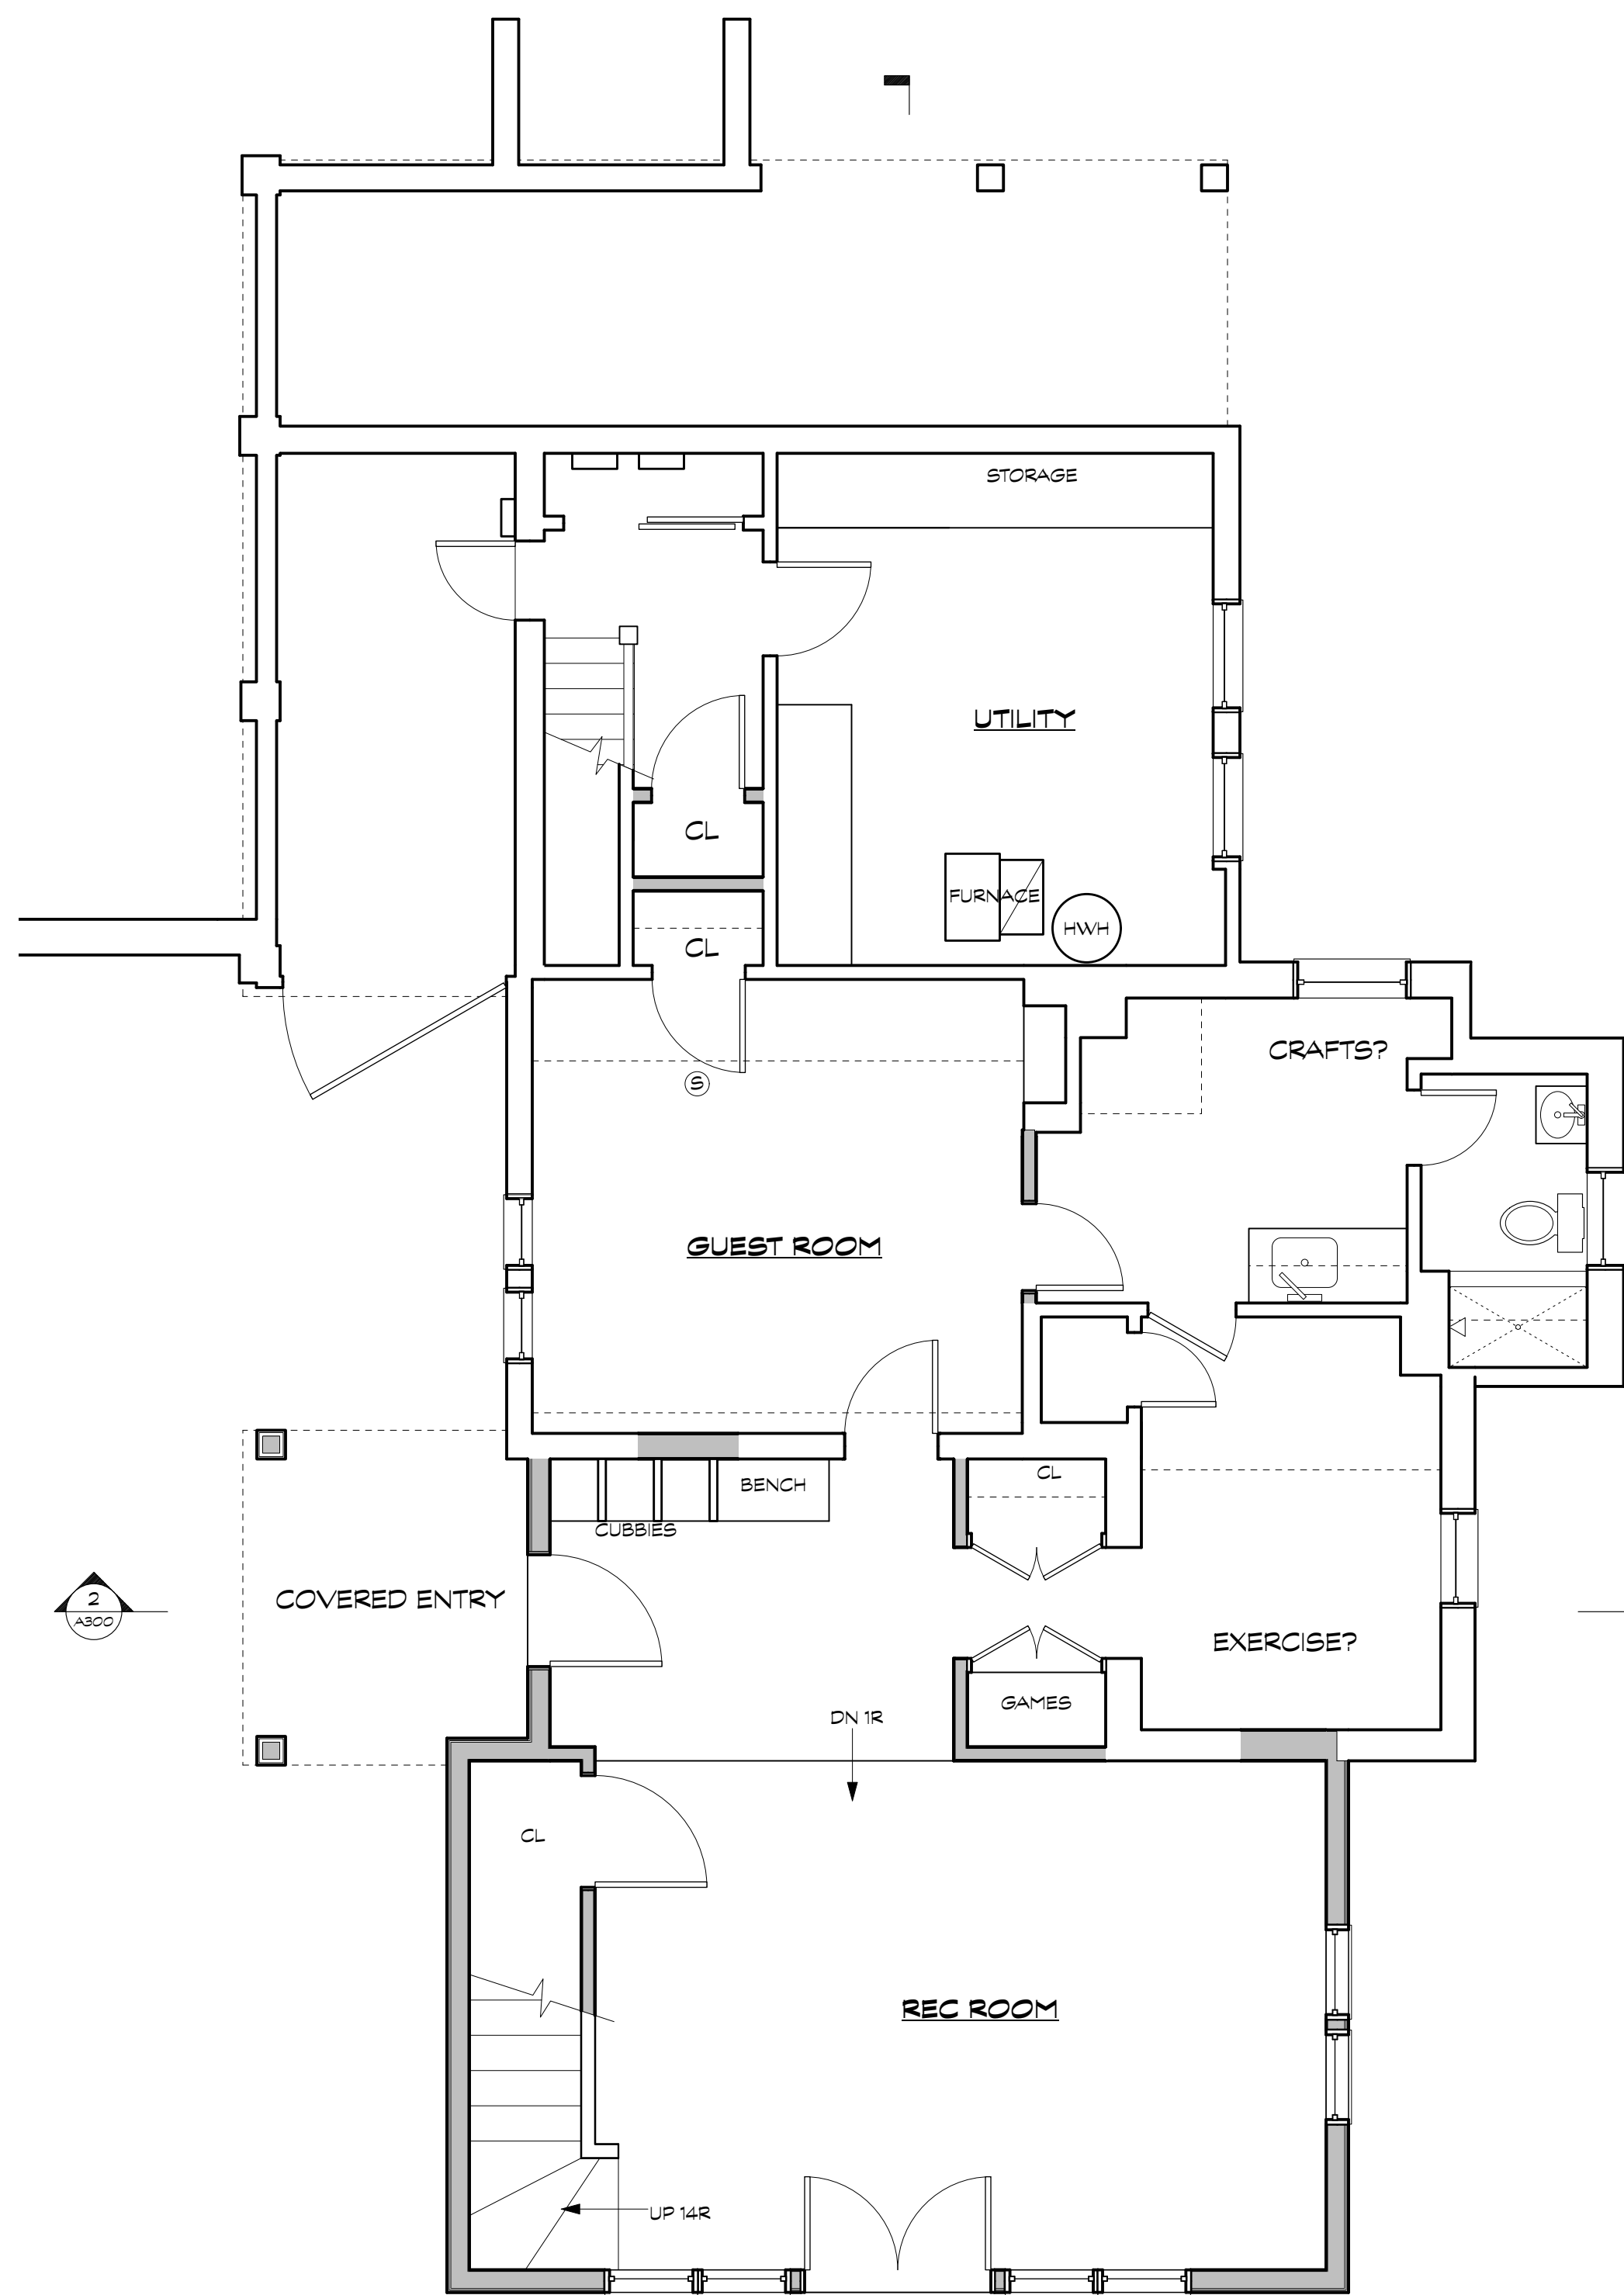 STORAGE
UTILITY
CL
FURNACE
HWH
CL
CRAFTS?
S
GUEST ROOM
CL
BENCH
CUBBIES
COVERED ENTRY
2
A300
EXERCISE?
GAMES
DN 1R
CL
REC ROOM
UP 14R